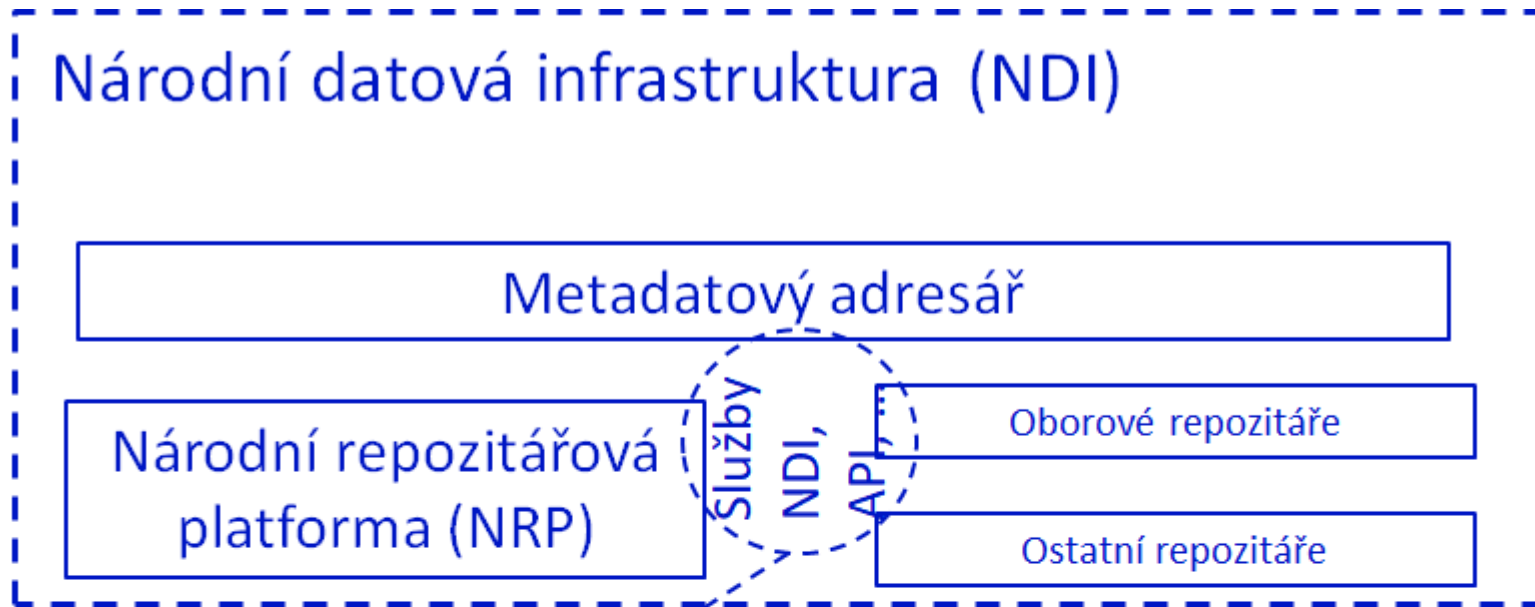 Národní datová infrastruktura (NDI)
Metadatový adresář
Národní repozitářová
platforma (NRP)
Služby
NDI,
API, ...
Oborové repozitáře
Ostatní repozitáře